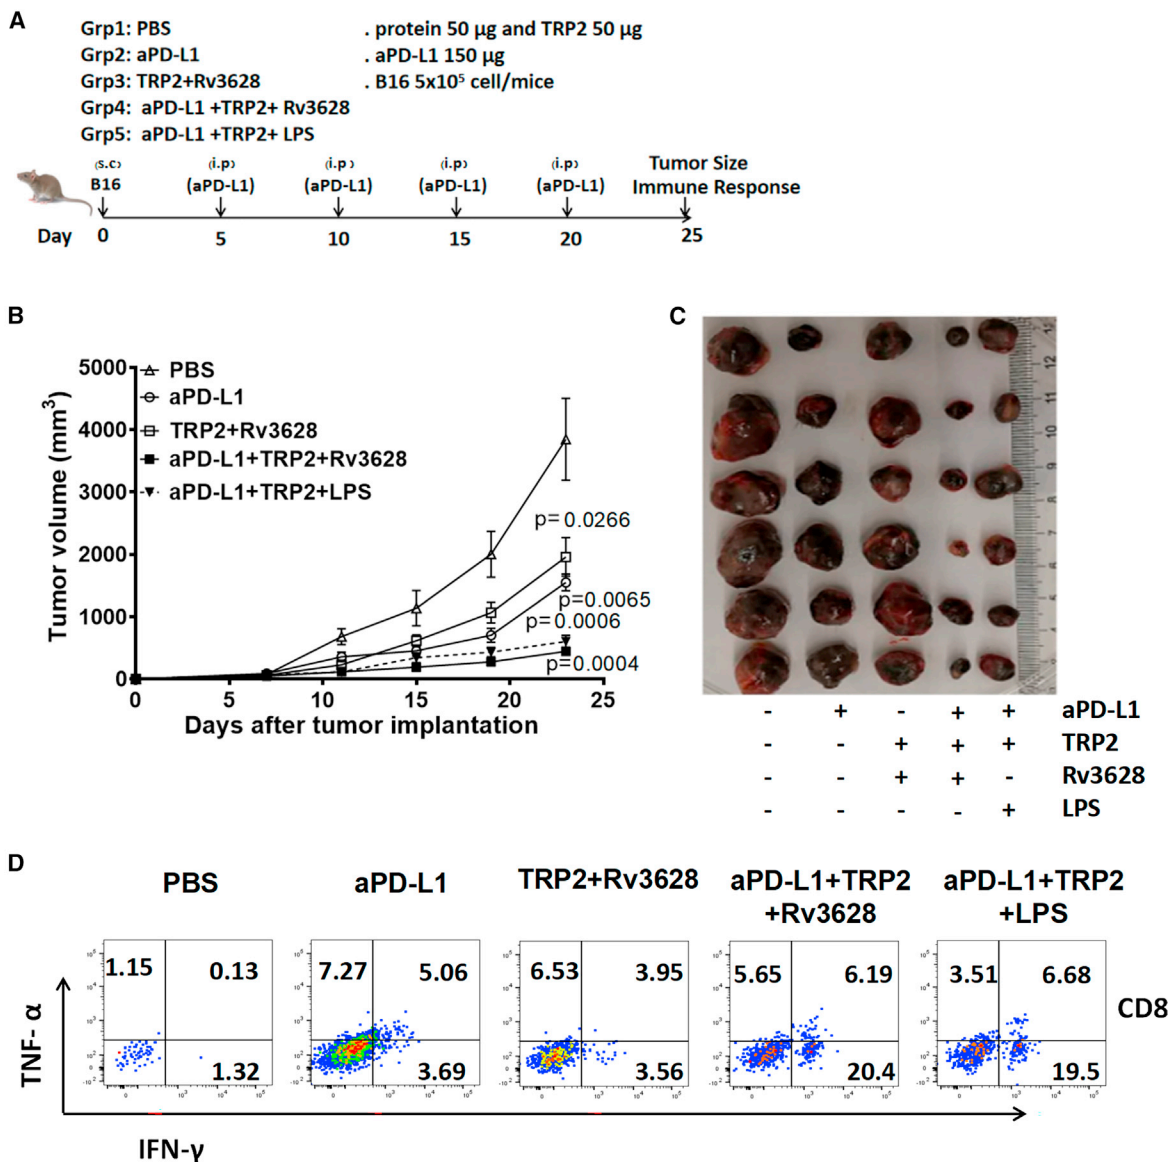 A
Grp1: PBS
Grp2: aPD-L1
Grp3: TRP2+Rv3628
Grp4: aPD-L1 +TRP2+ Rv3628
Grp5: aPD-L1 +TRP2+ LPS
. protein 50 µg and TRP2 50 µg
. aPD-L1 150 µg
. B16 5x10⁵ cell/mice
(s.c) (i.p) (i.p) (i.p) (i.p) Tumor Size
B16 (aPD-L1) (aPD-L1) (aPD-L1) (aPD-L1) Immune Response
Day 0 5 10 15 20 25
B
Tumor volume (mm³)
5000
4000
3000
2000
1000
0
PBS
aPD-L1
TRP2+Rv3628
aPD-L1+TRP2+Rv3628
aPD-L1+TRP2+LPS
p=0.0266
p=0.0065
p=0.0006
p=0.0004
0 5 10 15 20 25
Days after tumor implantation
C
- + - + + aPD-L1
- - + + + TRP2
- - + + - Rv3628
- - - - + LPS
D
PBS
aPD-L1
TRP2+Rv3628
aPD-L1+TRP2
+Rv3628
aPD-L1+TRP2
+LPS
1.15 0.13
1.32
7.27 5.06
3.69
6.53 3.95
3.56
5.65 6.19
20.4
3.51 6.68
19.5
CD8
TNF- α
IFN-γ